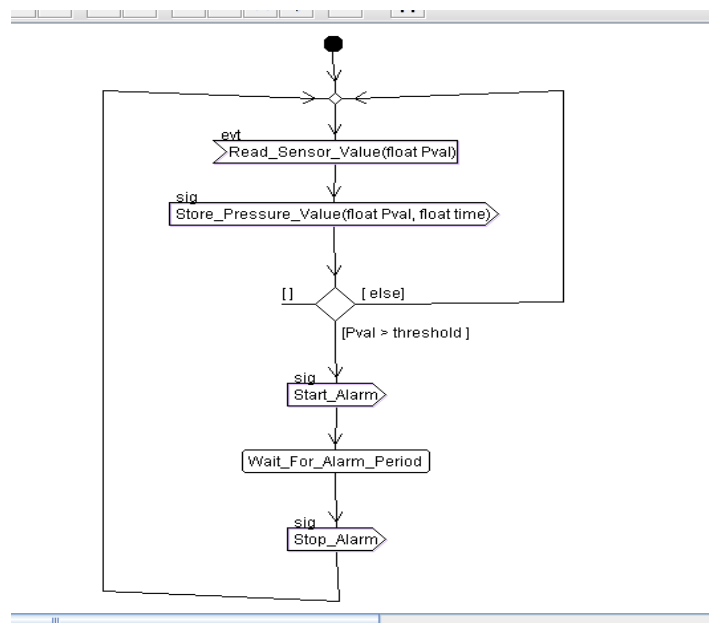 evt
Read_Sensor_Value(float Pval)
sig
Store_Pressure_Value(float Pval, float time)
[ ]
[ else]
[Pval > threshold ]
sig
Start_Alarm
Wait_For_Alarm_Period
sig
Stop_Alarm